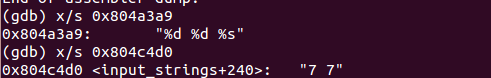 End of assembler dump.
(gdb) x/s 0x804a3a9
0x804a3a9:      "%d %d %s"
(gdb) x/s 0x804c4d0
0x804c4d0 <input_strings+240>:   "7 7"